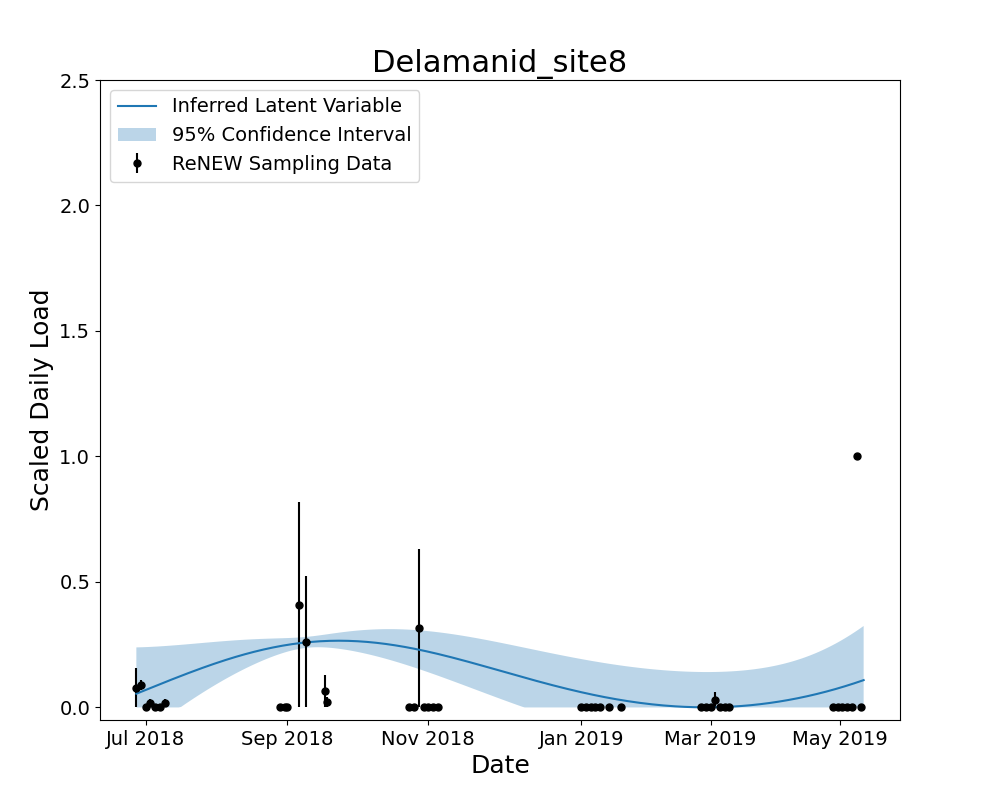 Delamanid_site8
Inferred Latent Variable
95% Confidence Interval
ReNEW Sampling Data
Scaled Daily Load
2.5
2.0
1.5
1.0
0.5
0.0
Jul 2018 Sep 2018 Nov 2018 Jan 2019 Mar 2019 May 2019
Date